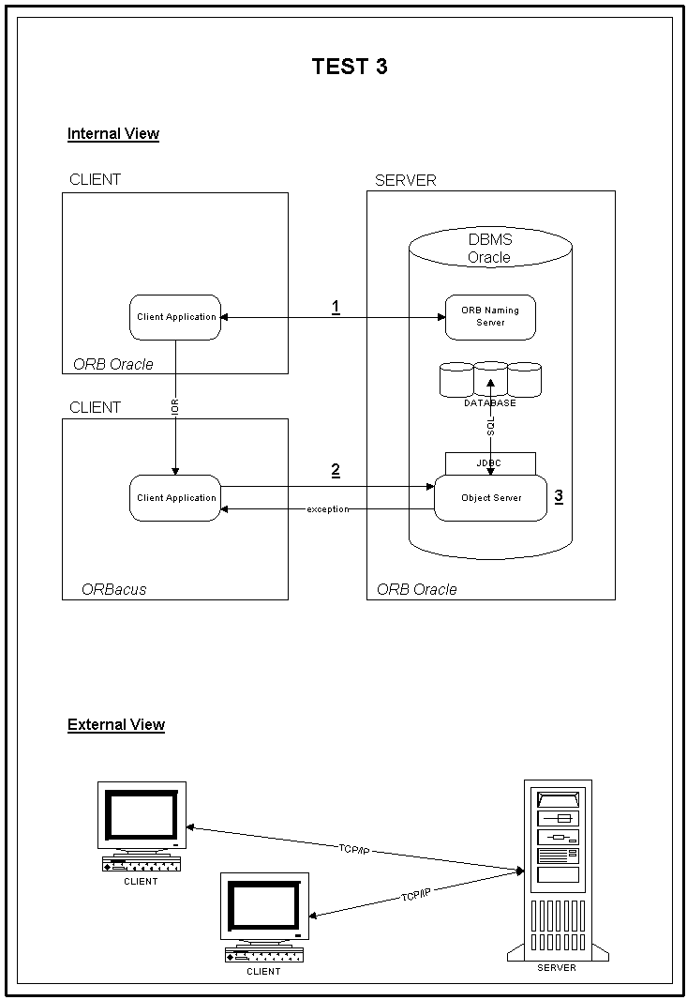 TEST 3
Internal View
CLIENT
SERVER
DBMS
Oracle
1
Client Application
ORB Naming
Server
ORB Oracle
DATABASE
CLIENT
IOR
SQL
JDBC
2
Client Application
Object Server
3
exception
ORBacus
ORB Oracle
External View
TCP/IP
CLIENT
TCP/IP
CLIENT
SERVER